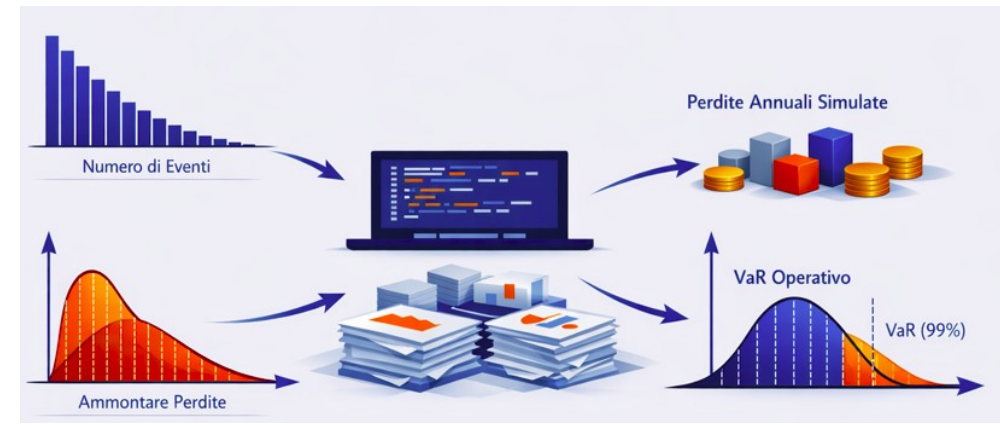 Numero di Eventi
Perdite Annuali Simulate
Ammontare Perdite
VaR Operativo
VaR (99%)